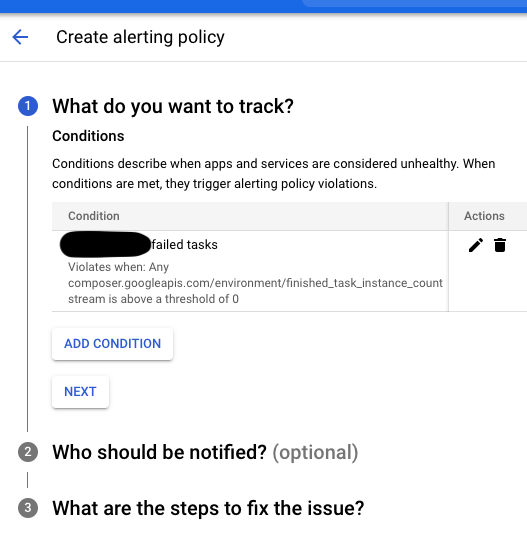 Create alerting policy
1 What do you want to track?
Conditions
Conditions describe when apps and services are considered unhealthy. When
conditions are met, they trigger alerting policy violations.
Condition Actions
failed tasks
Violates when: Any
composer.googleapis.com/environment/finished_task_instance_count
stream is above a threshold of 0
ADD CONDITION
NEXT
2 Who should be notified? (optional)
3 What are the steps to fix the issue?